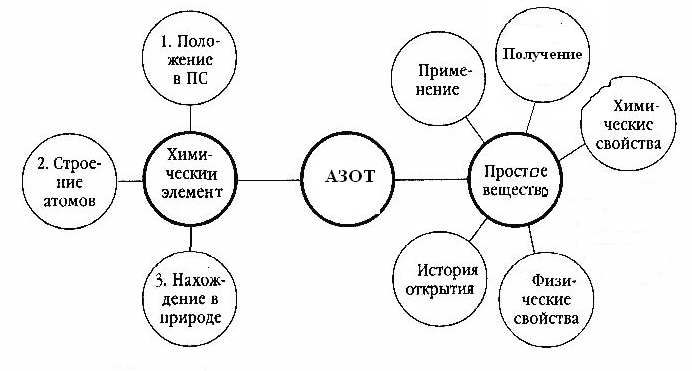 1. Поло-
жение
в ПС
2. Строе-
ние
атомов
Хими-
ческий
элемент
3. Нахож-
дение в
природе
АЗОТ
Приме-
нение
Получение
Хими-
ческие
свойства
Простое
вещество
История
открытия
Физи-
ческие
свойства